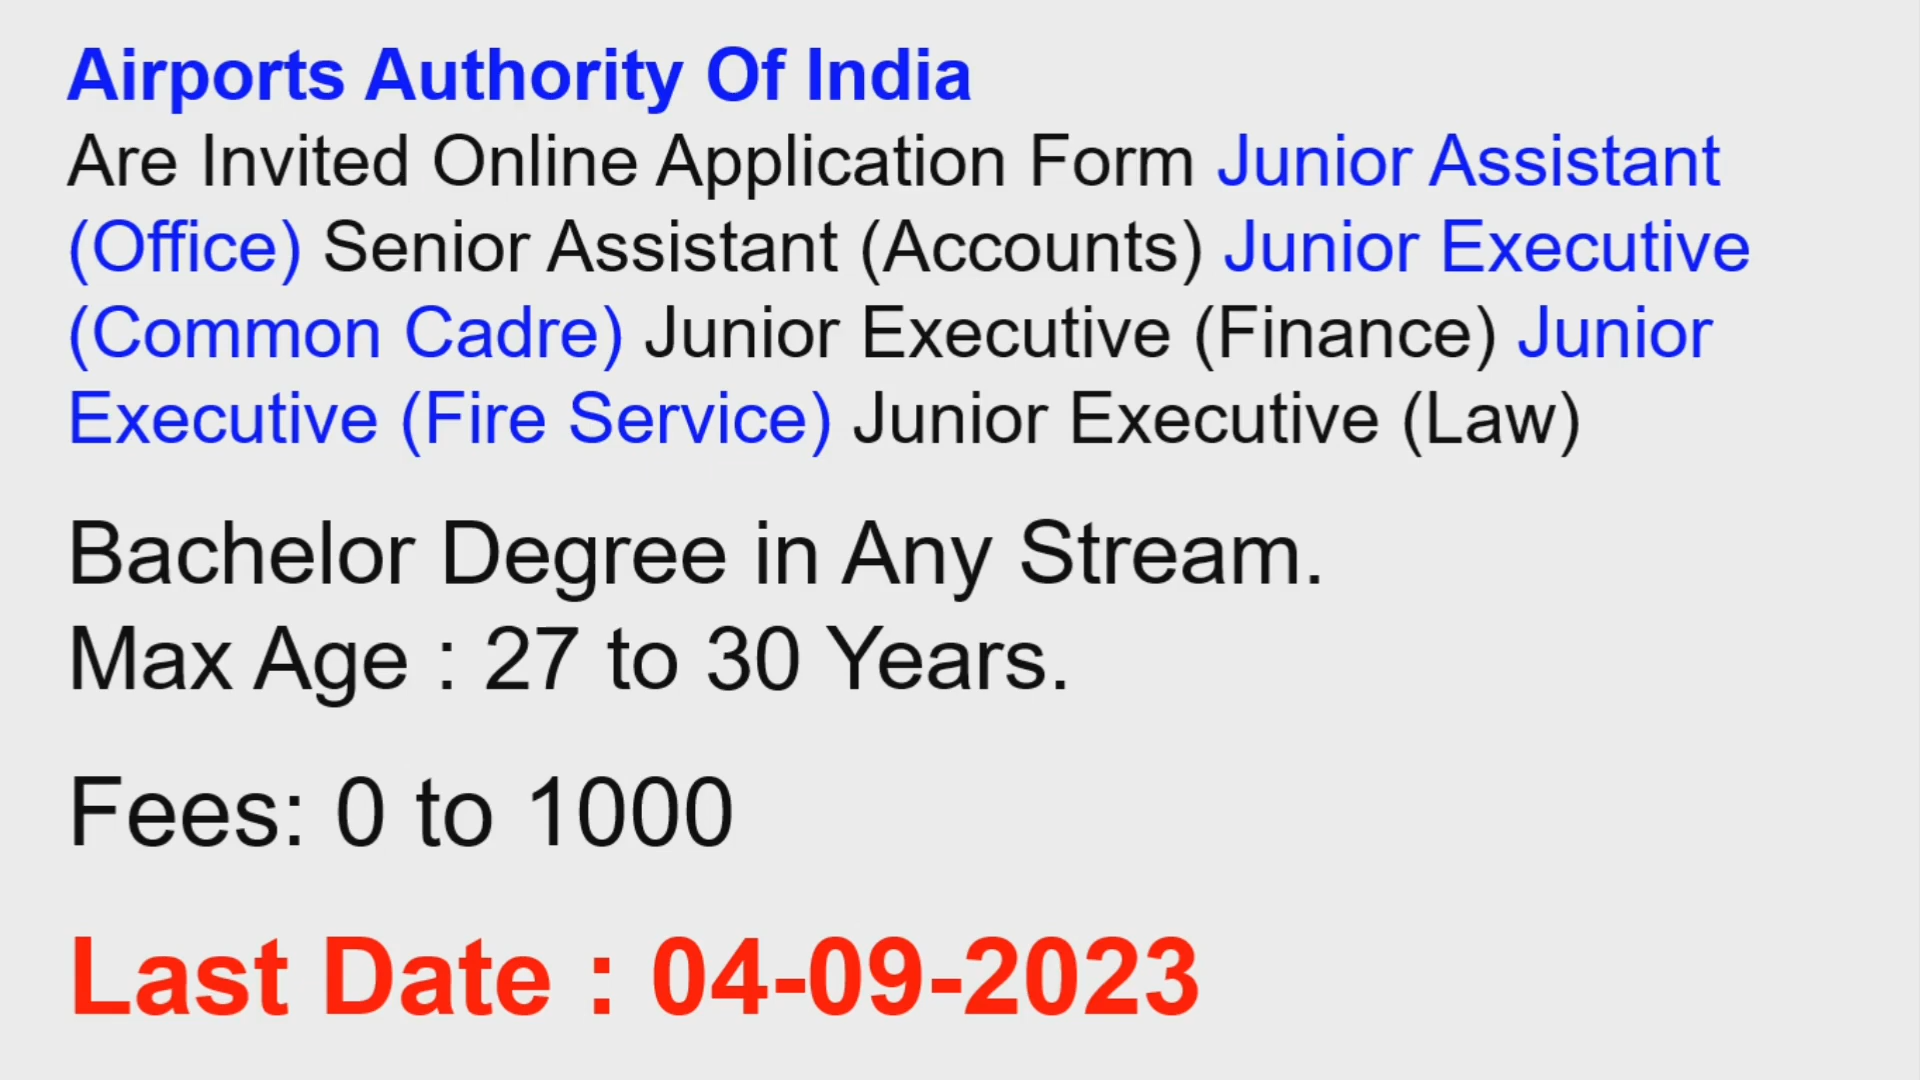 Airports Authority Of India
Are Invited Online Application Form Junior Assistant
(Office) Senior Assistant (Accounts) Junior Executive
(Common Cadre) Junior Executive (Finance) Junior
Executive (Fire Service) Junior Executive (Law)
Bachelor Degree in Any Stream.
Max Age : 27 to 30 Years.
Fees: 0 to 1000
Last Date : 04-09-2023